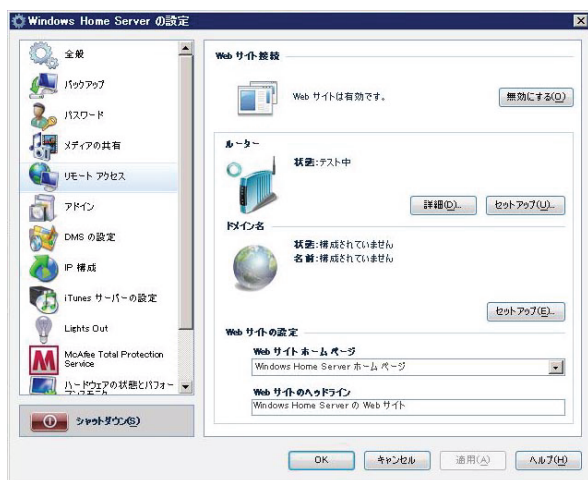 Windows Home Server の設定
全般
バックアップ
パスワード
メディアの共有
リモート アクセス
アドイン
DMS の設定
IP 構成
iTunes サーバーの設定
Lights Out
McAfee Total Protection
Service
ハードウェアの状態とパフォー
マンスモニタ
シャットダウン(S)
Web サイト接続
Web サイトは有効です。
無効にする(O)
ルーター
状態:テスト中
詳細(D)...
セットアップ(U)...
ドメイン名
状態:構成されていません
名前:構成されていません
セットアップ(E)...
Web サイトの設定
Web サイト ホーム ページ
Windows Home Server ホーム ページ
Web サイトのヘッドライン
Windows Home Server の Web サイト
OK
キャンセル
適用(A)
ヘルプ(H)